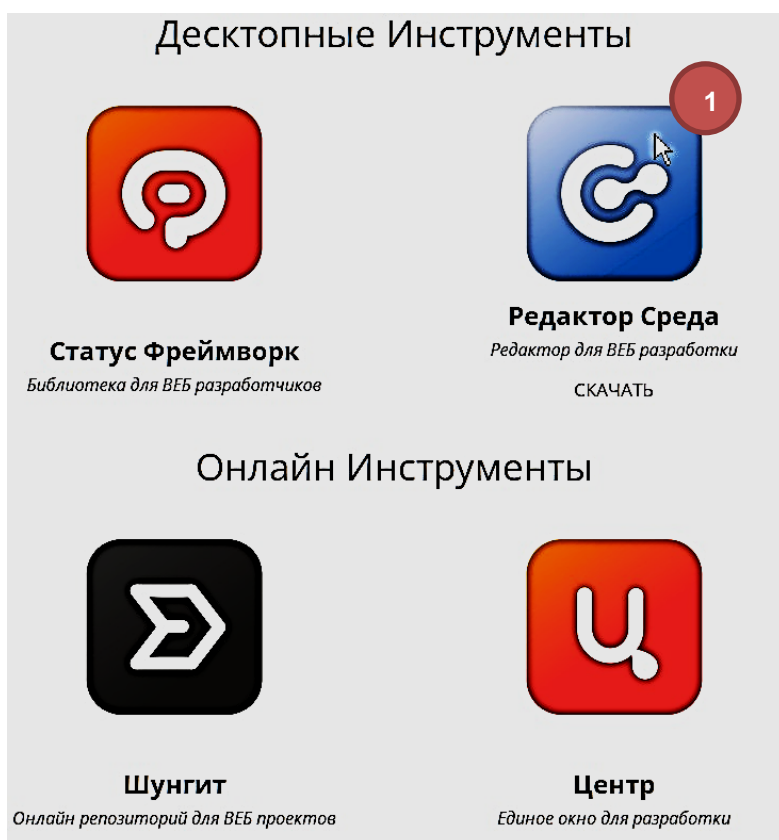 Десктопные Инструменты
1
Статус Фреймворк
Библиотека для ВЕБ разработчиков
Редактор Среда
Редактор для ВЕБ разработки
СКАЧАТЬ
Онлайн Инструменты
Шунгит
Онлайн репозиторий для ВЕБ проектов
Центр
Единое окно для разработки